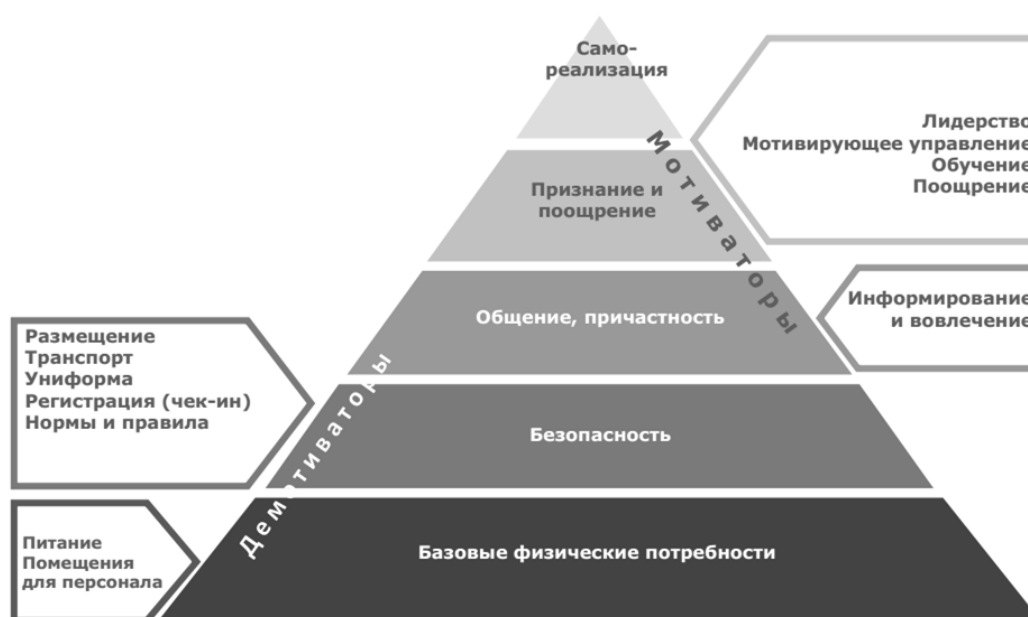 Само-
реализация
Лидерство
Мотивирующее управление
Обучение
Поощрение
Мотиваторы
Признание и
поощрение
Общение, причастность
Информирование
и вовлечение
Размещение
Транспорт
Униформа
Регистрация (чек-ин)
Нормы и правила
Демотиваторы
Безопасность
Питание
Помещения
для персонала
Базовые физические потребности